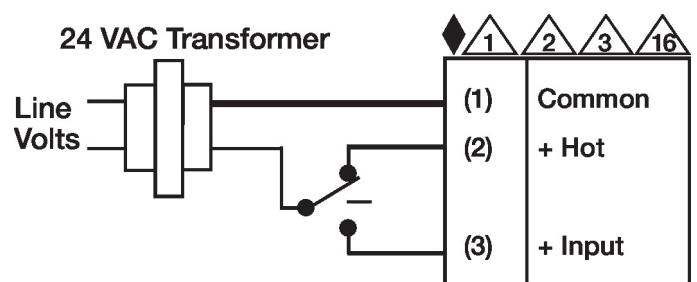 24 VAC Transformer
1 2 3 16
Line
Volts
(1) Common
(2) + Hot
(3) + Input